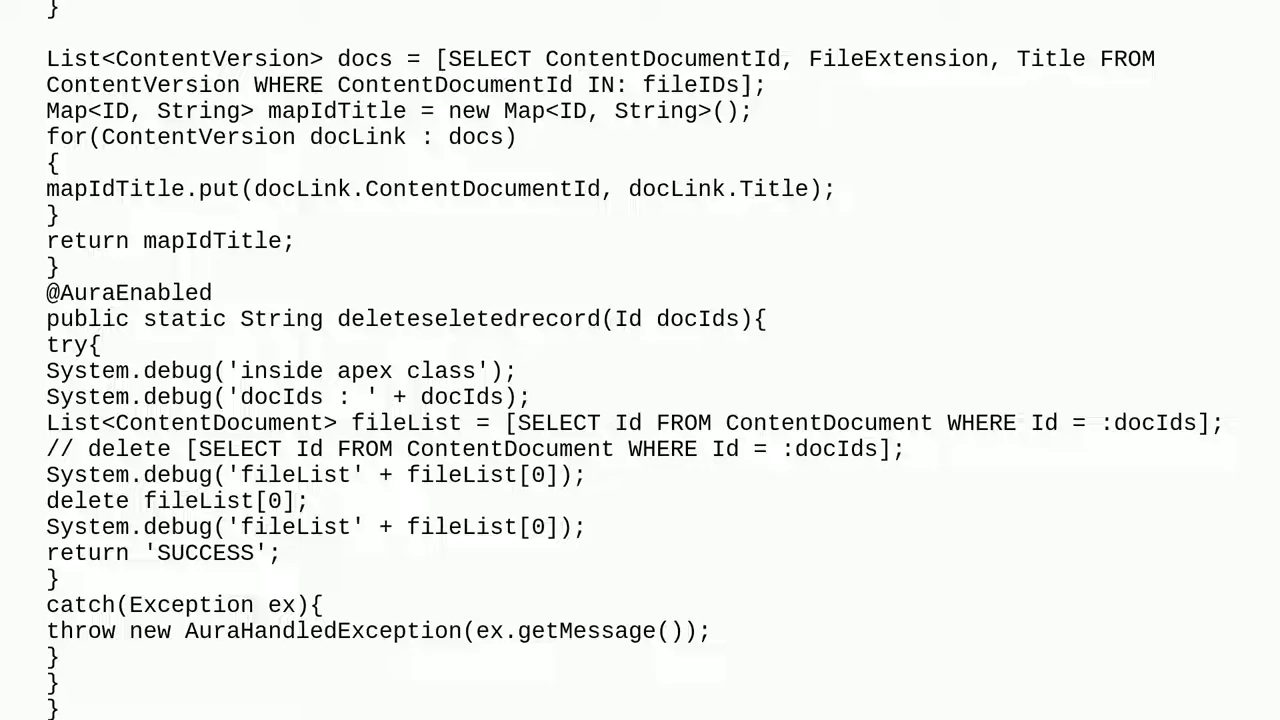 }
List<ContentVersion> docs = [SELECT ContentDocumentId, FileExtension, Title FROM
ContentVersion WHERE ContentDocumentId IN: fileIDs];
Map<ID, String> mapIdTitle = new Map<ID, String>();
for(ContentVersion docLink : docs)
{
mapIdTitle.put(docLink.ContentDocumentId, docLink.Title);
}
return mapIdTitle;
}
@AuraEnabled
public static String deleteseletedrecord(Id docIds){
try{
System.debug('inside apex class');
System.debug('docIds : ' + docIds);
List<ContentDocument> fileList = [SELECT Id FROM ContentDocument WHERE Id = :docIds];
// delete [SELECT Id FROM ContentDocument WHERE Id = :docIds];
System.debug('fileList' + fileList[0]);
delete fileList[0];
System.debug('fileList' + fileList[0]);
return 'SUCCESS';
}
catch(Exception ex){
throw new AuraHandledException(ex.getMessage());
}
}
}